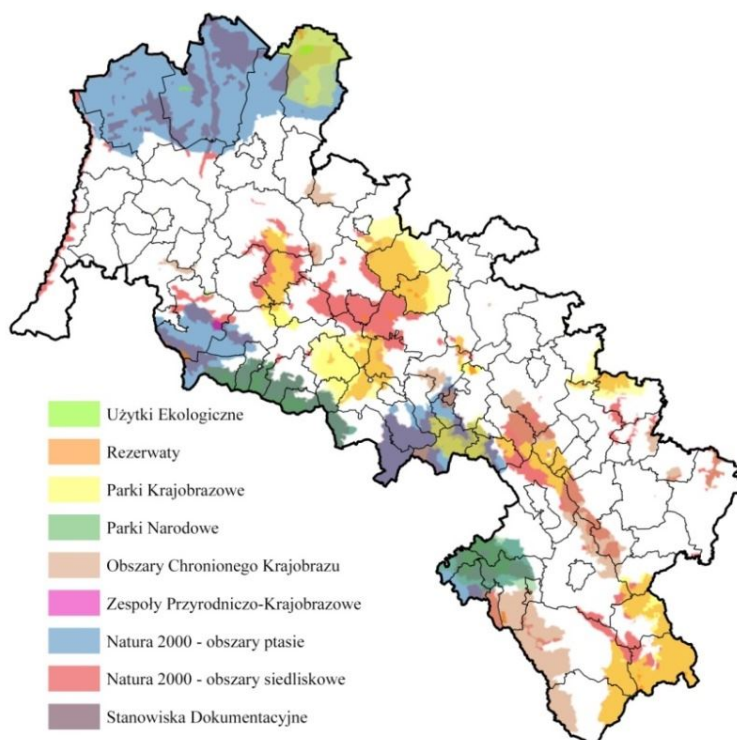 Użytki Ekologiczne
Rezerwaty
Parki Krajobrazowe
Parki Narodowe
Obszary Chronionego Krajobrazu
Zespoły Przyrodniczo-Krajobrazowe
Natura 2000 - obszary ptasie
Natura 2000 - obszary siedliskowe
Stanowiska Dokumentacyjne